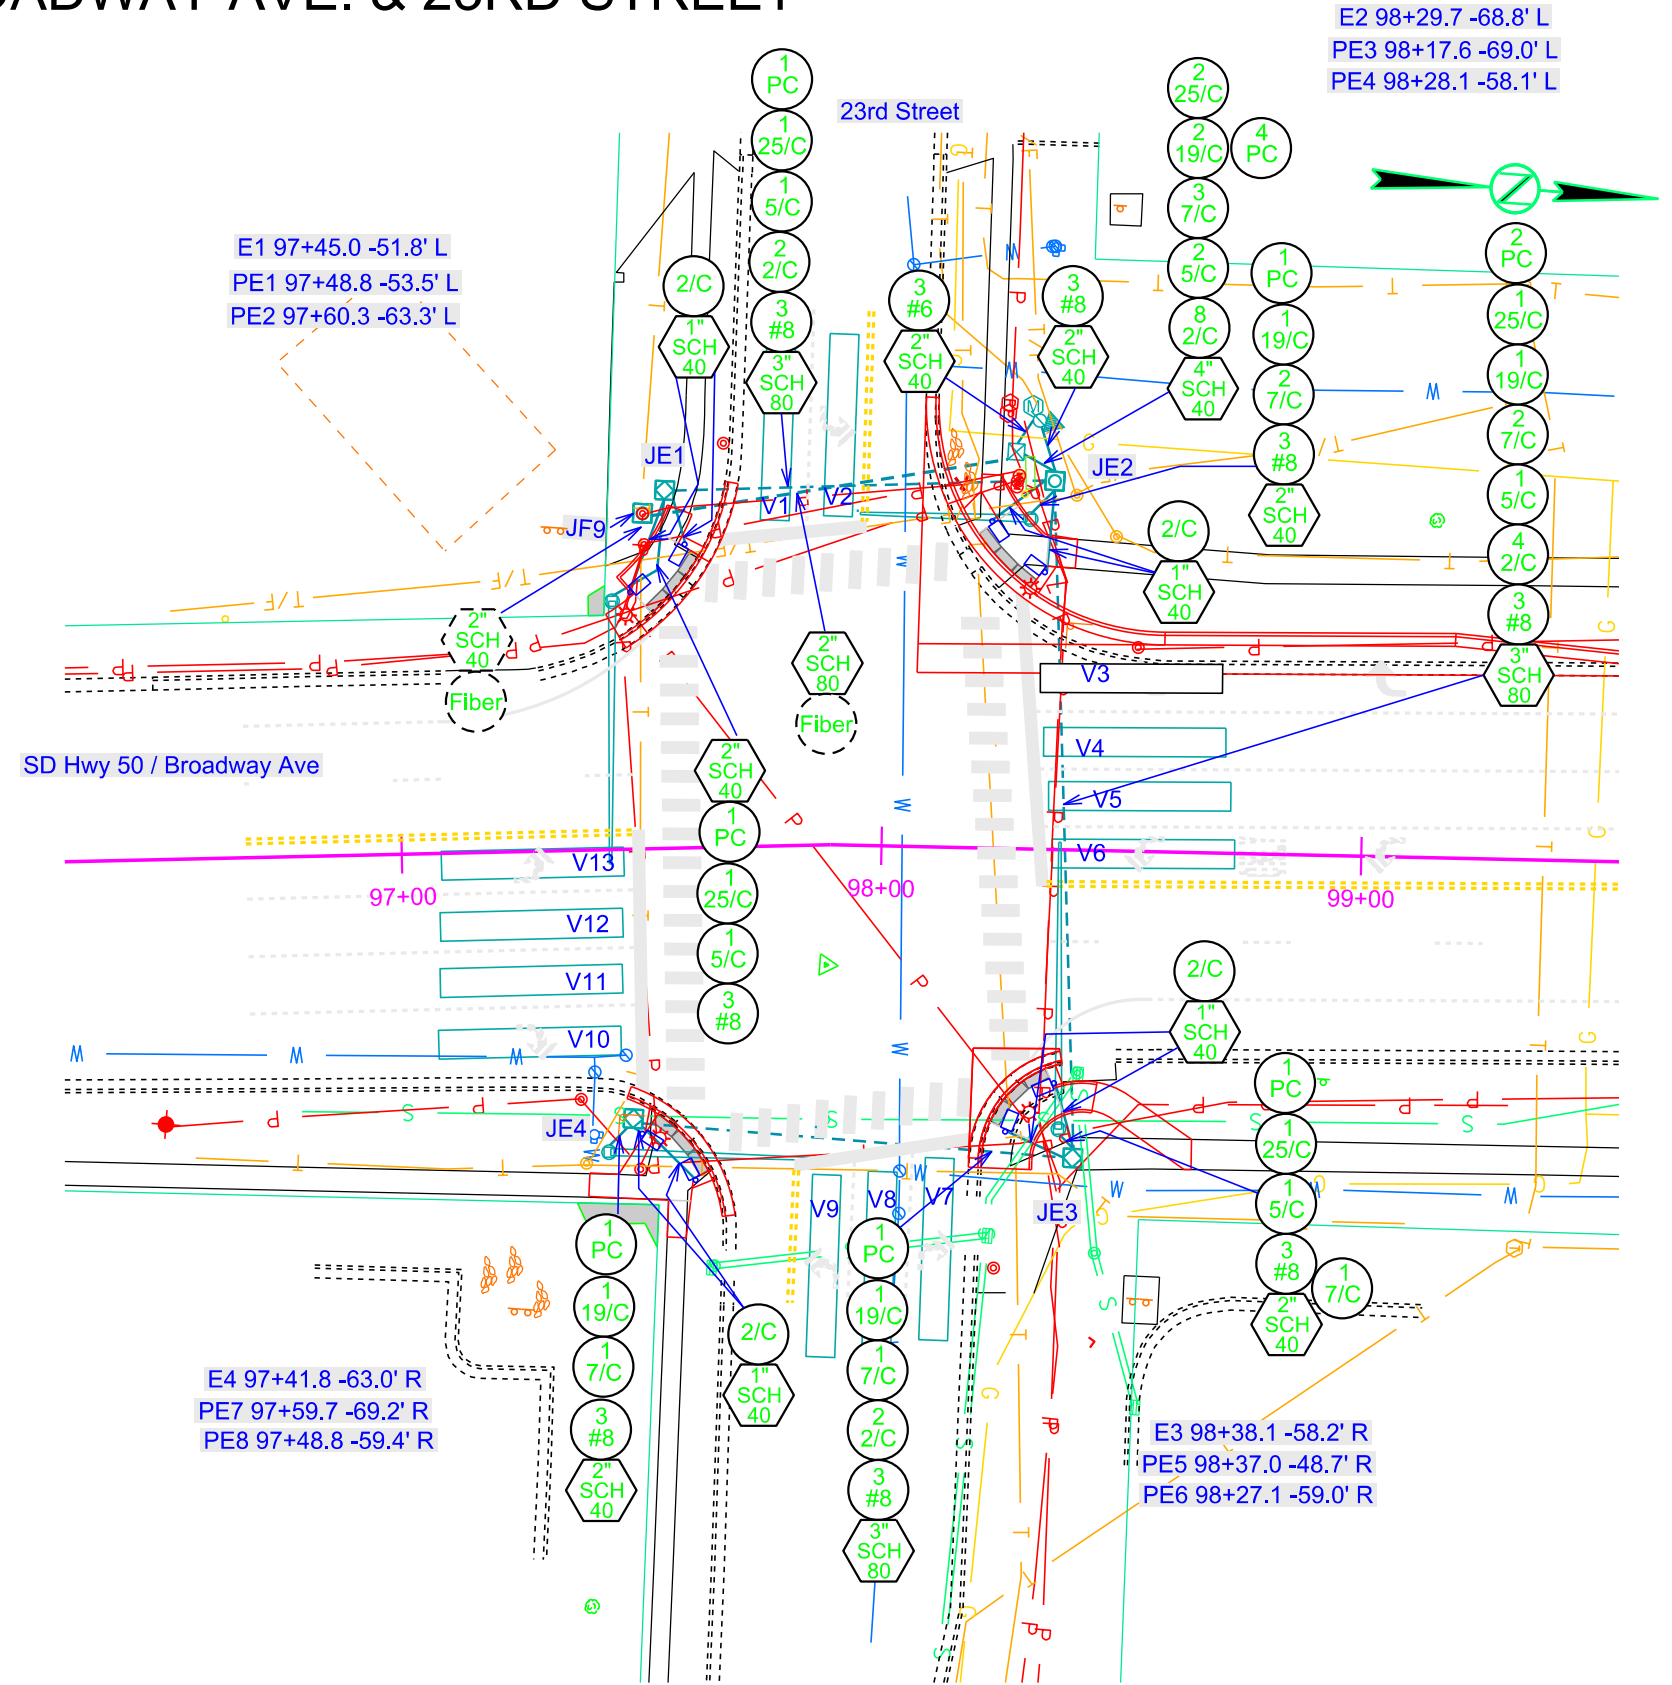 OADWAY AVE. & 23RD STREET
E2 98+29.7 -68.8' L
PE3 98+17.6 -69.0' L
PE4 98+28.1 -58.1' L
23rd Street
E1 97+45.0 -51.8' L
PE1 97+48.8 -53.5' L
PE2 97+60.3 -63.3' L
2/C
1"
SCH
40
1
PC
1
25/C
1
5/C
2
2/C
3
#8
3"
SCH
80
3
#6
2"
SCH
40
3
#8
2"
SCH
40
2
25/C
2
19/C
4
PC
3
7/C
2
5/C
8
2/C
4"
SCH
40
1
PC
1
19/C
2
7/C
3
#8
2"
SCH
40
2
PC
1
25/C
1
19/C
2
7/C
1
5/C
4
2/C
3
#8
3"
SCH
80
JE1
JF9
V1
V2
JE2
2/C
1"
SCH
40
2"
SCH
40
Fiber
2"
SCH
80
Fiber
V3
V4
V5
V6
SD Hwy 50 / Broadway Ave
2"
SCH
40
1
PC
1
25/C
1
5/C
3
#8
V13
V12
V11
V10
97+00
98+00
99+00
2/C
1"
SCH
40
JE4
V9
V8
V7
JE3
1
PC
1
25/C
1
5/C
3
#8
1
7/C
2"
SCH
40
1
PC
1
19/C
1
7/C
3
#8
2"
SCH
40
2/C
1"
SCH
40
1
PC
1
19/C
1
7/C
2
2/C
3
#8
3"
SCH
80
E4 97+41.8 -63.0' R
PE7 97+59.7 -69.2' R
PE8 97+48.8 -59.4' R
E3 98+38.1 -58.2' R
PE5 98+37.0 -48.7' R
PE6 98+27.1 -59.0' R